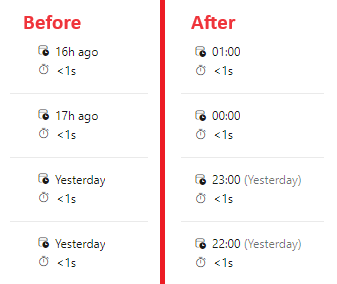 Before
16h ago
<1s
17h ago
<1s
Yesterday
<1s
Yesterday
<1s
After
01:00
<1s
00:00
<1s
23:00 (Yesterday)
<1s
22:00 (Yesterday)
<1s